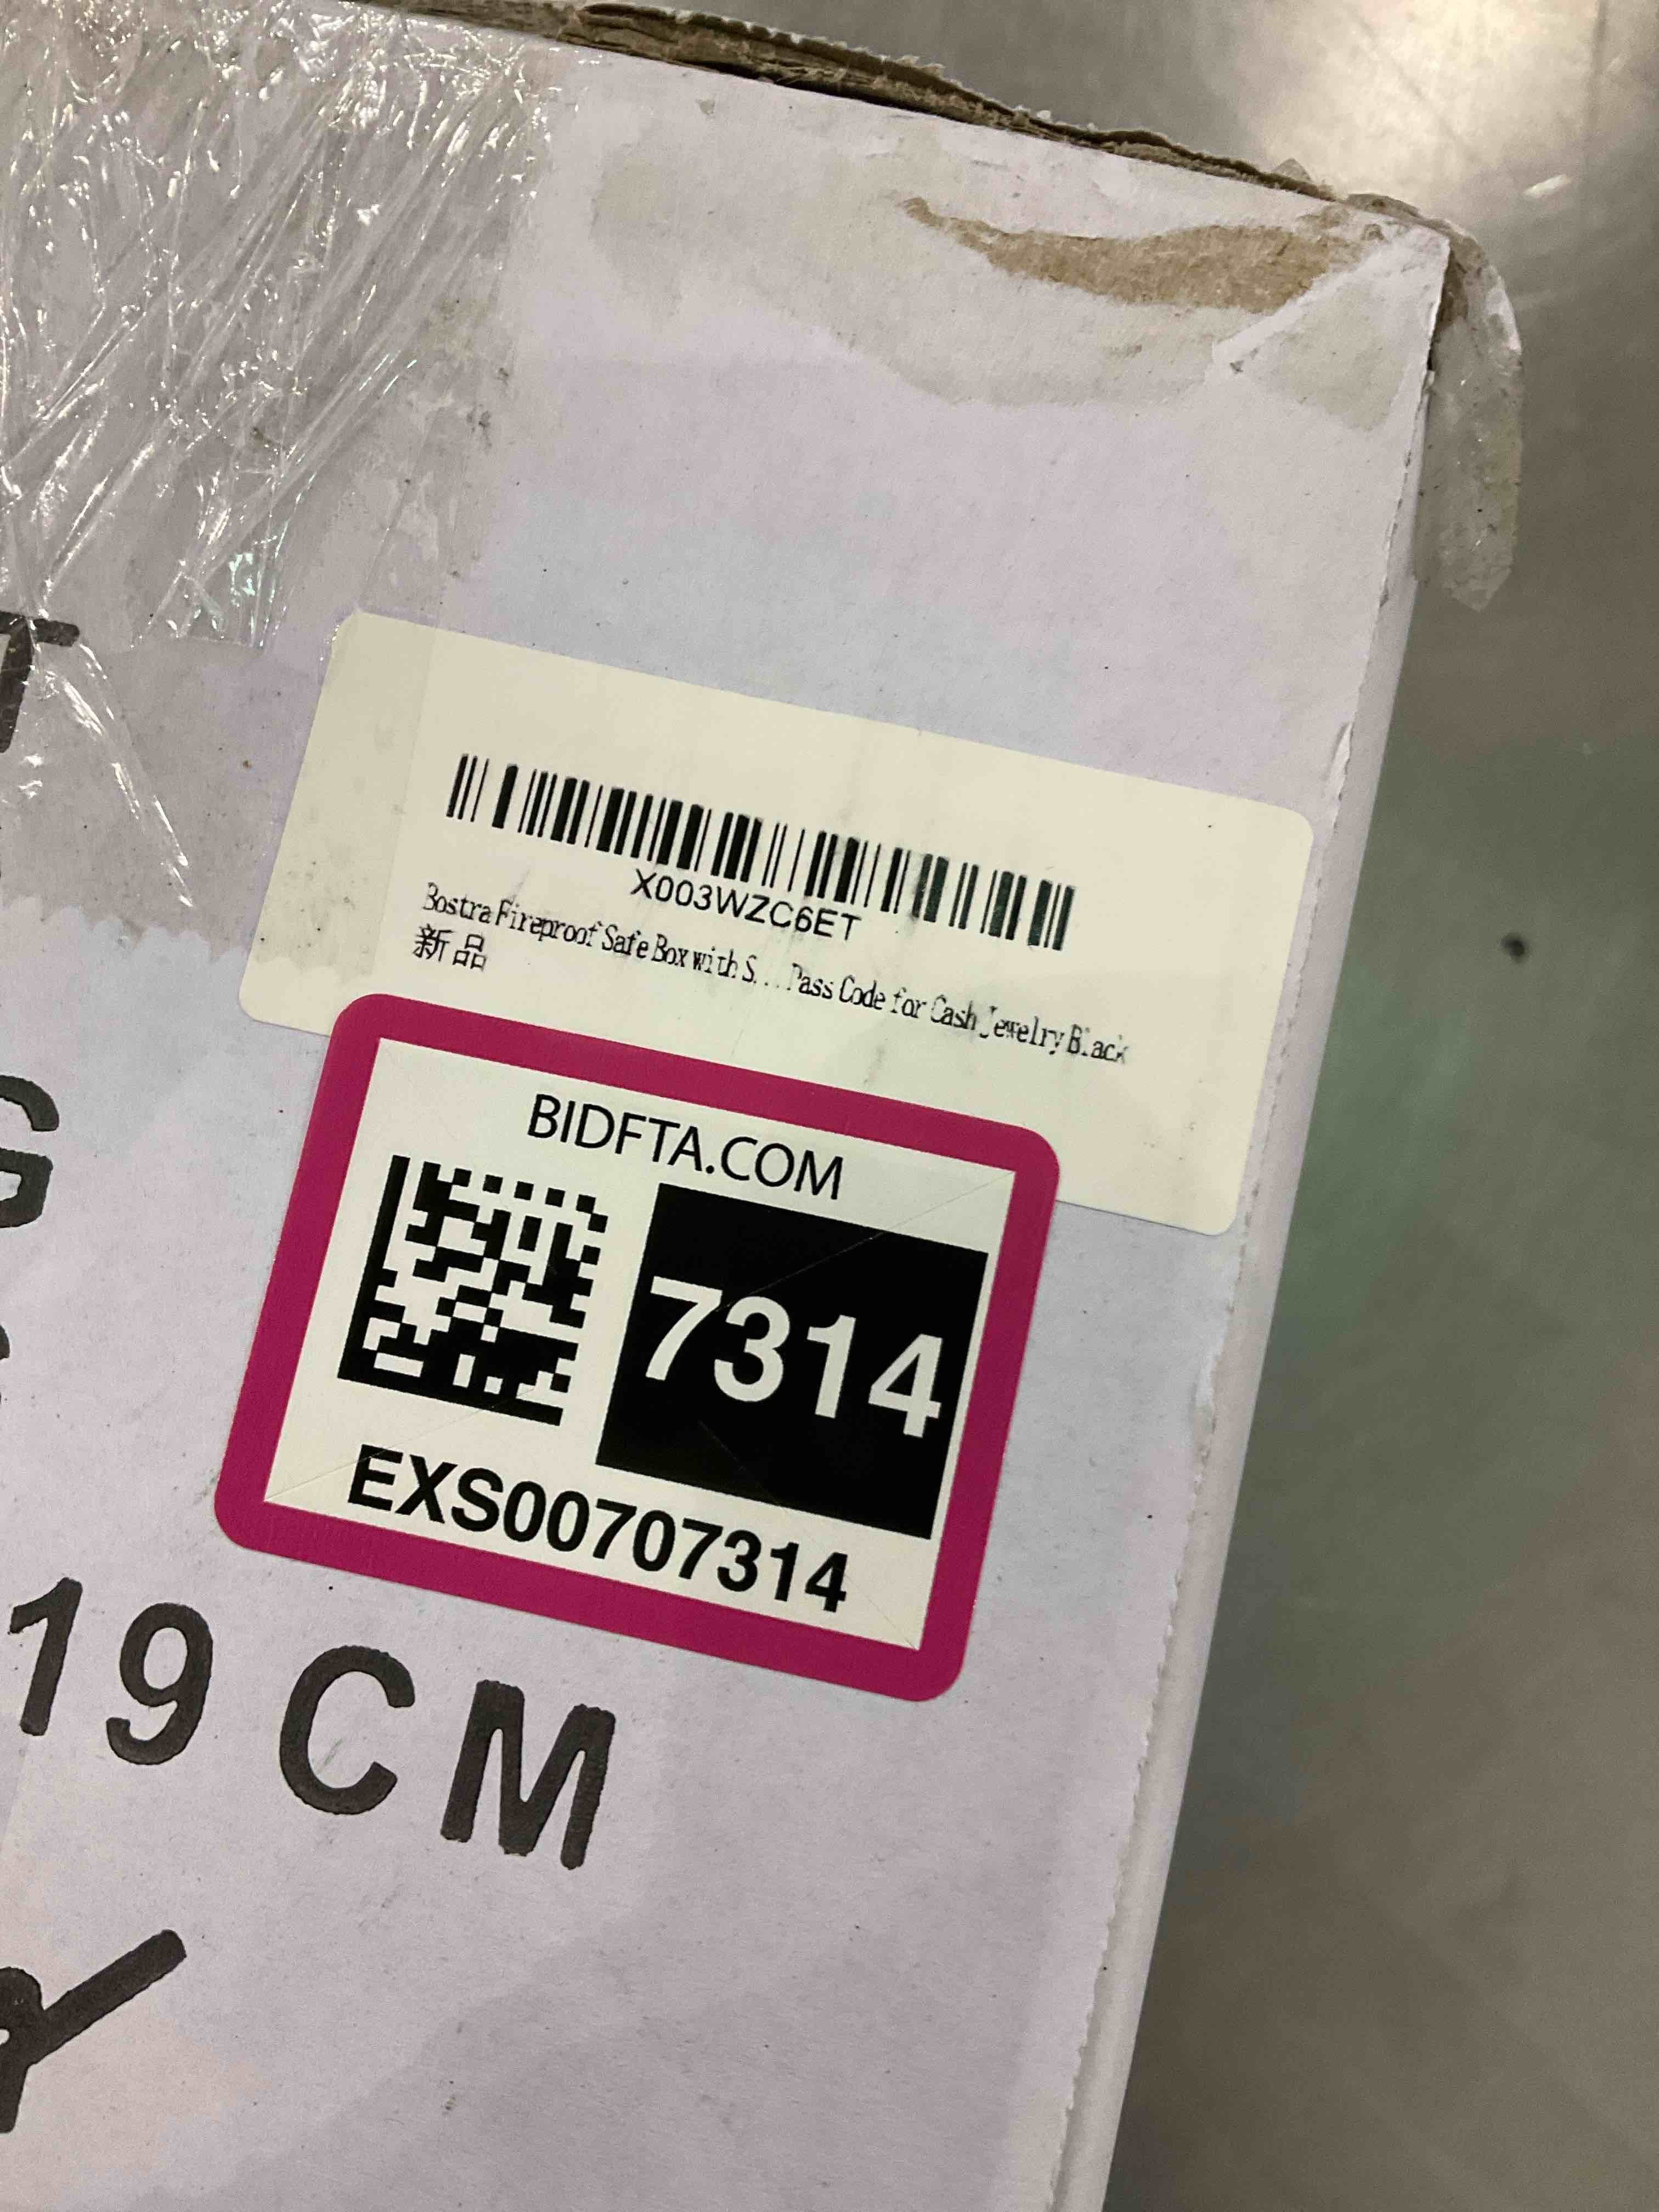 X003WZC6ET
Bostra Fireproof Safe Box with S... Pass Code for Cash Jewelry Black
新品
BIDFTA.COM
7314
EXS00707314
19 CM